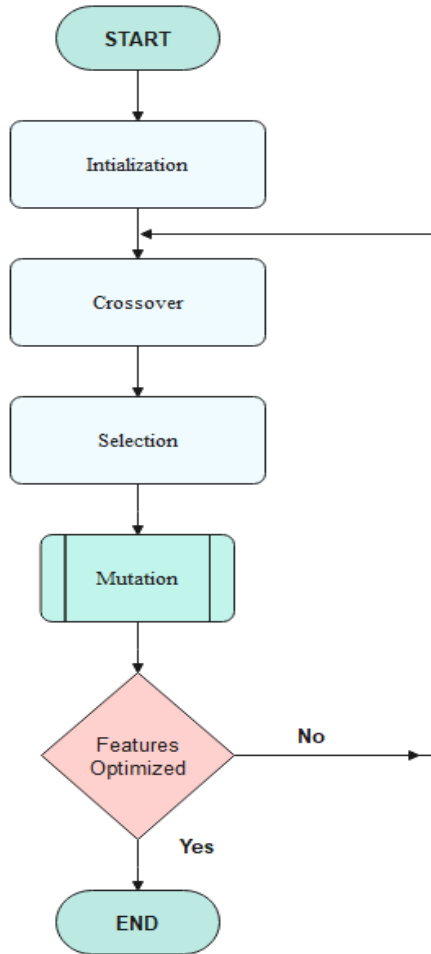 START
Intialization
Crossover
Selection
Mutation
Features
Optimized
No
Yes
END